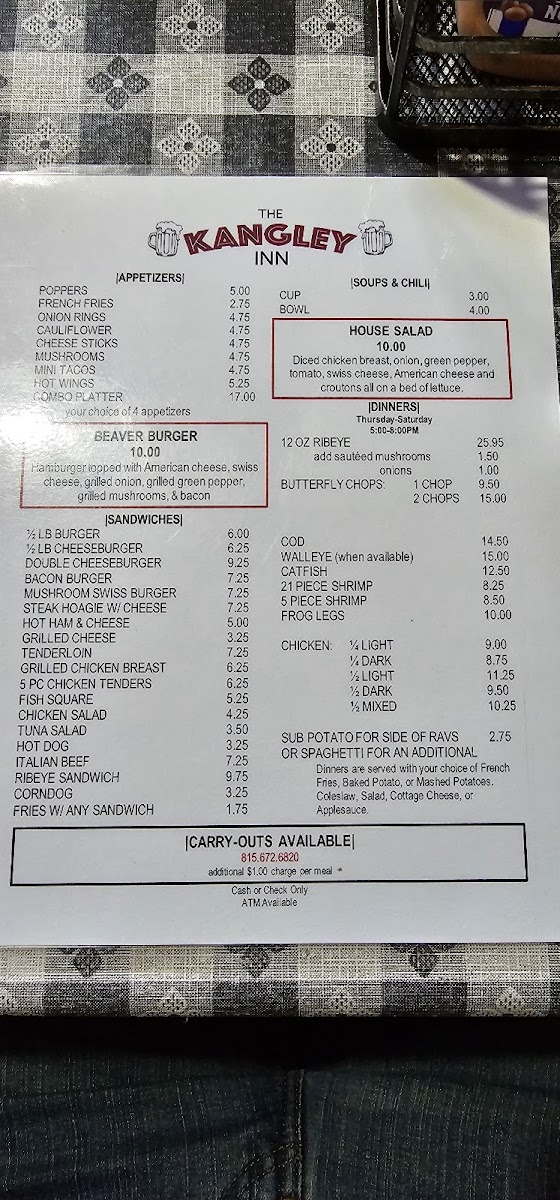 THE
KANGLEY
INN
|APPETIZERS|
POPPERS 5.00
FRENCH FRIES 2.75
ONION RINGS 4.75
CAULIFLOWER 4.75
CHEESE STICKS 4.75
MUSHROOMS 4.75
MINI TACOS 4.75
HOT WINGS 5.25
COMBO PLATTER 17.00
your choice of 4 appetizers
BEAVER BURGER
10.00
Hamburger topped with American cheese, swiss
cheese, grilled onion, grilled green pepper,
grilled mushrooms, & bacon
|SANDWICHES|
½ LB BURGER 6.00
½ LB CHEESEBURGER 6.25
DOUBLE CHEESEBURGER 9.25
BACON BURGER 7.25
MUSHROOM SWISS BURGER 7.25
STEAK HOAGIE W/ CHEESE 7.25
HOT HAM & CHEESE 5.00
GRILLED CHEESE 3.25
TENDERLOIN 7.25
GRILLED CHICKEN BREAST 6.25
5 PC CHICKEN TENDERS 6.25
FISH SQUARE 5.25
CHICKEN SALAD 4.25
TUNA SALAD 3.50
HOT DOG 3.25
ITALIAN BEEF 7.25
RIBEYE SANDWICH 9.75
CORNDOG 3.25
FRIES W/ ANY SANDWICH 1.75
|SOUPS & CHILI|
CUP 3.00
BOWL 4.00
HOUSE SALAD
10.00
Diced chicken breast, onion, green pepper,
tomato, swiss cheese, American cheese and
croutons all on a bed of lettuce.
|DINNERS|
Thursday-Saturday
5:00-8:00PM
12 OZ RIBEYE 25.95
add sautéed mushrooms 1.50
onions 1.00
BUTTERFLY CHOPS: 1 CHOP 9.50
2 CHOPS 15.00
COD 14.50
WALLEYE (when available) 15.00
CATFISH 12.50
21 PIECE SHRIMP 8.25
5 PIECE SHRIMP 8.50
FROG LEGS 10.00
CHICKEN: ¼ LIGHT 9.00
¼ DARK 8.75
½ LIGHT 11.25
½ DARK 9.50
½ MIXED 10.25
SUB POTATO FOR SIDE OF RAVS 2.75
OR SPAGHETTI FOR AN ADDITIONAL
Dinners are served with your choice of French
Fries, Baked Potato, or Mashed Potatoes.
Coleslaw, Salad, Cottage Cheese, or
Applesauce.
|CARRY-OUTS AVAILABLE|
815.672.6820
additional $1.00 charge per meal *
Cash or Check Only
ATM Available